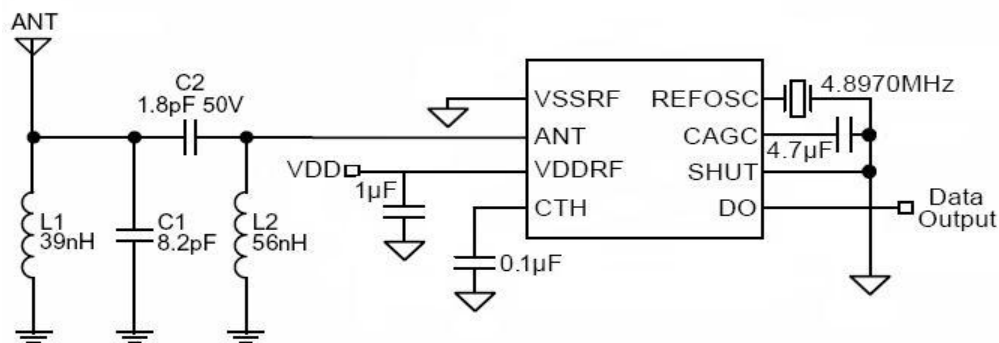 ANT
C2
1.8pF 50V
4.8970MHz
VSSRF
REFOSC
ANT
CAGC
4.7µF
VDD
VDDRF
SHUT
1µF
CTH
DO
Data
Output
L1
39nH
C1
8.2pF
L2
56nH
0.1µF